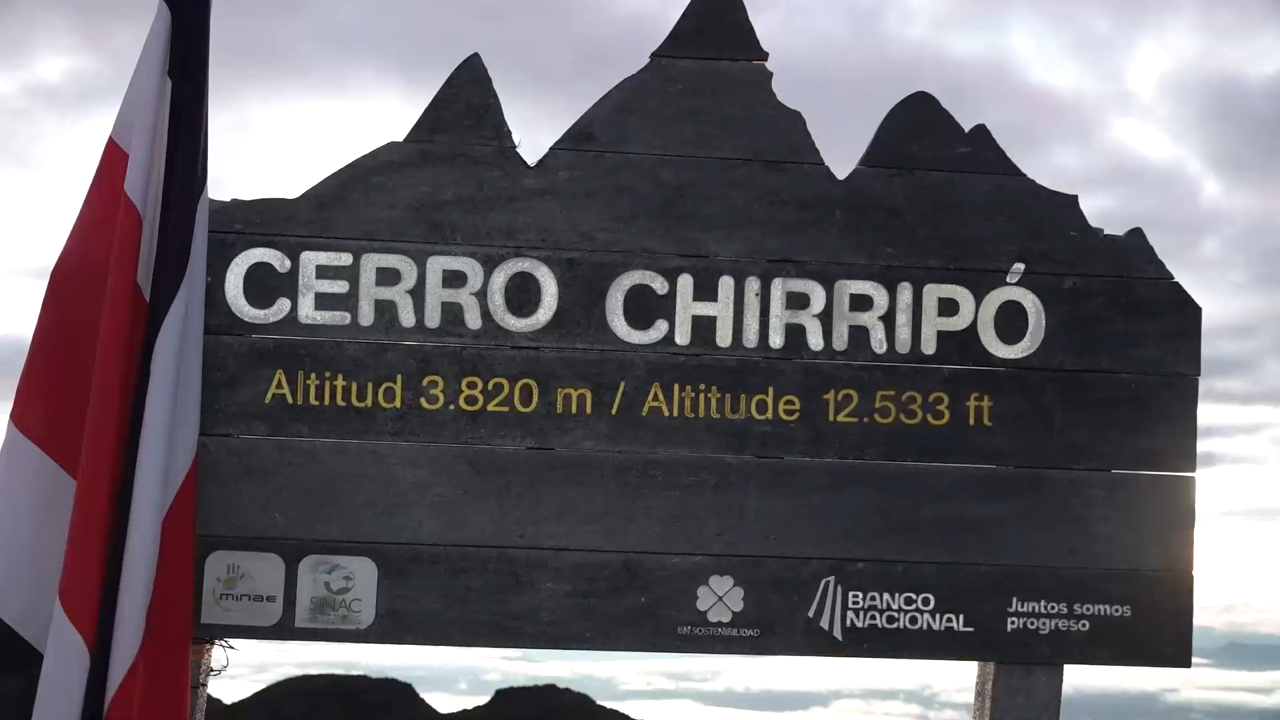 CERRO CHIRRIPÓ
Altitud 3.820 m / Altitude 12.533 ft
minae
SINAC
BN SOSTENIBILIDAD
BANCO
NACIONAL
Juntos somos
progreso